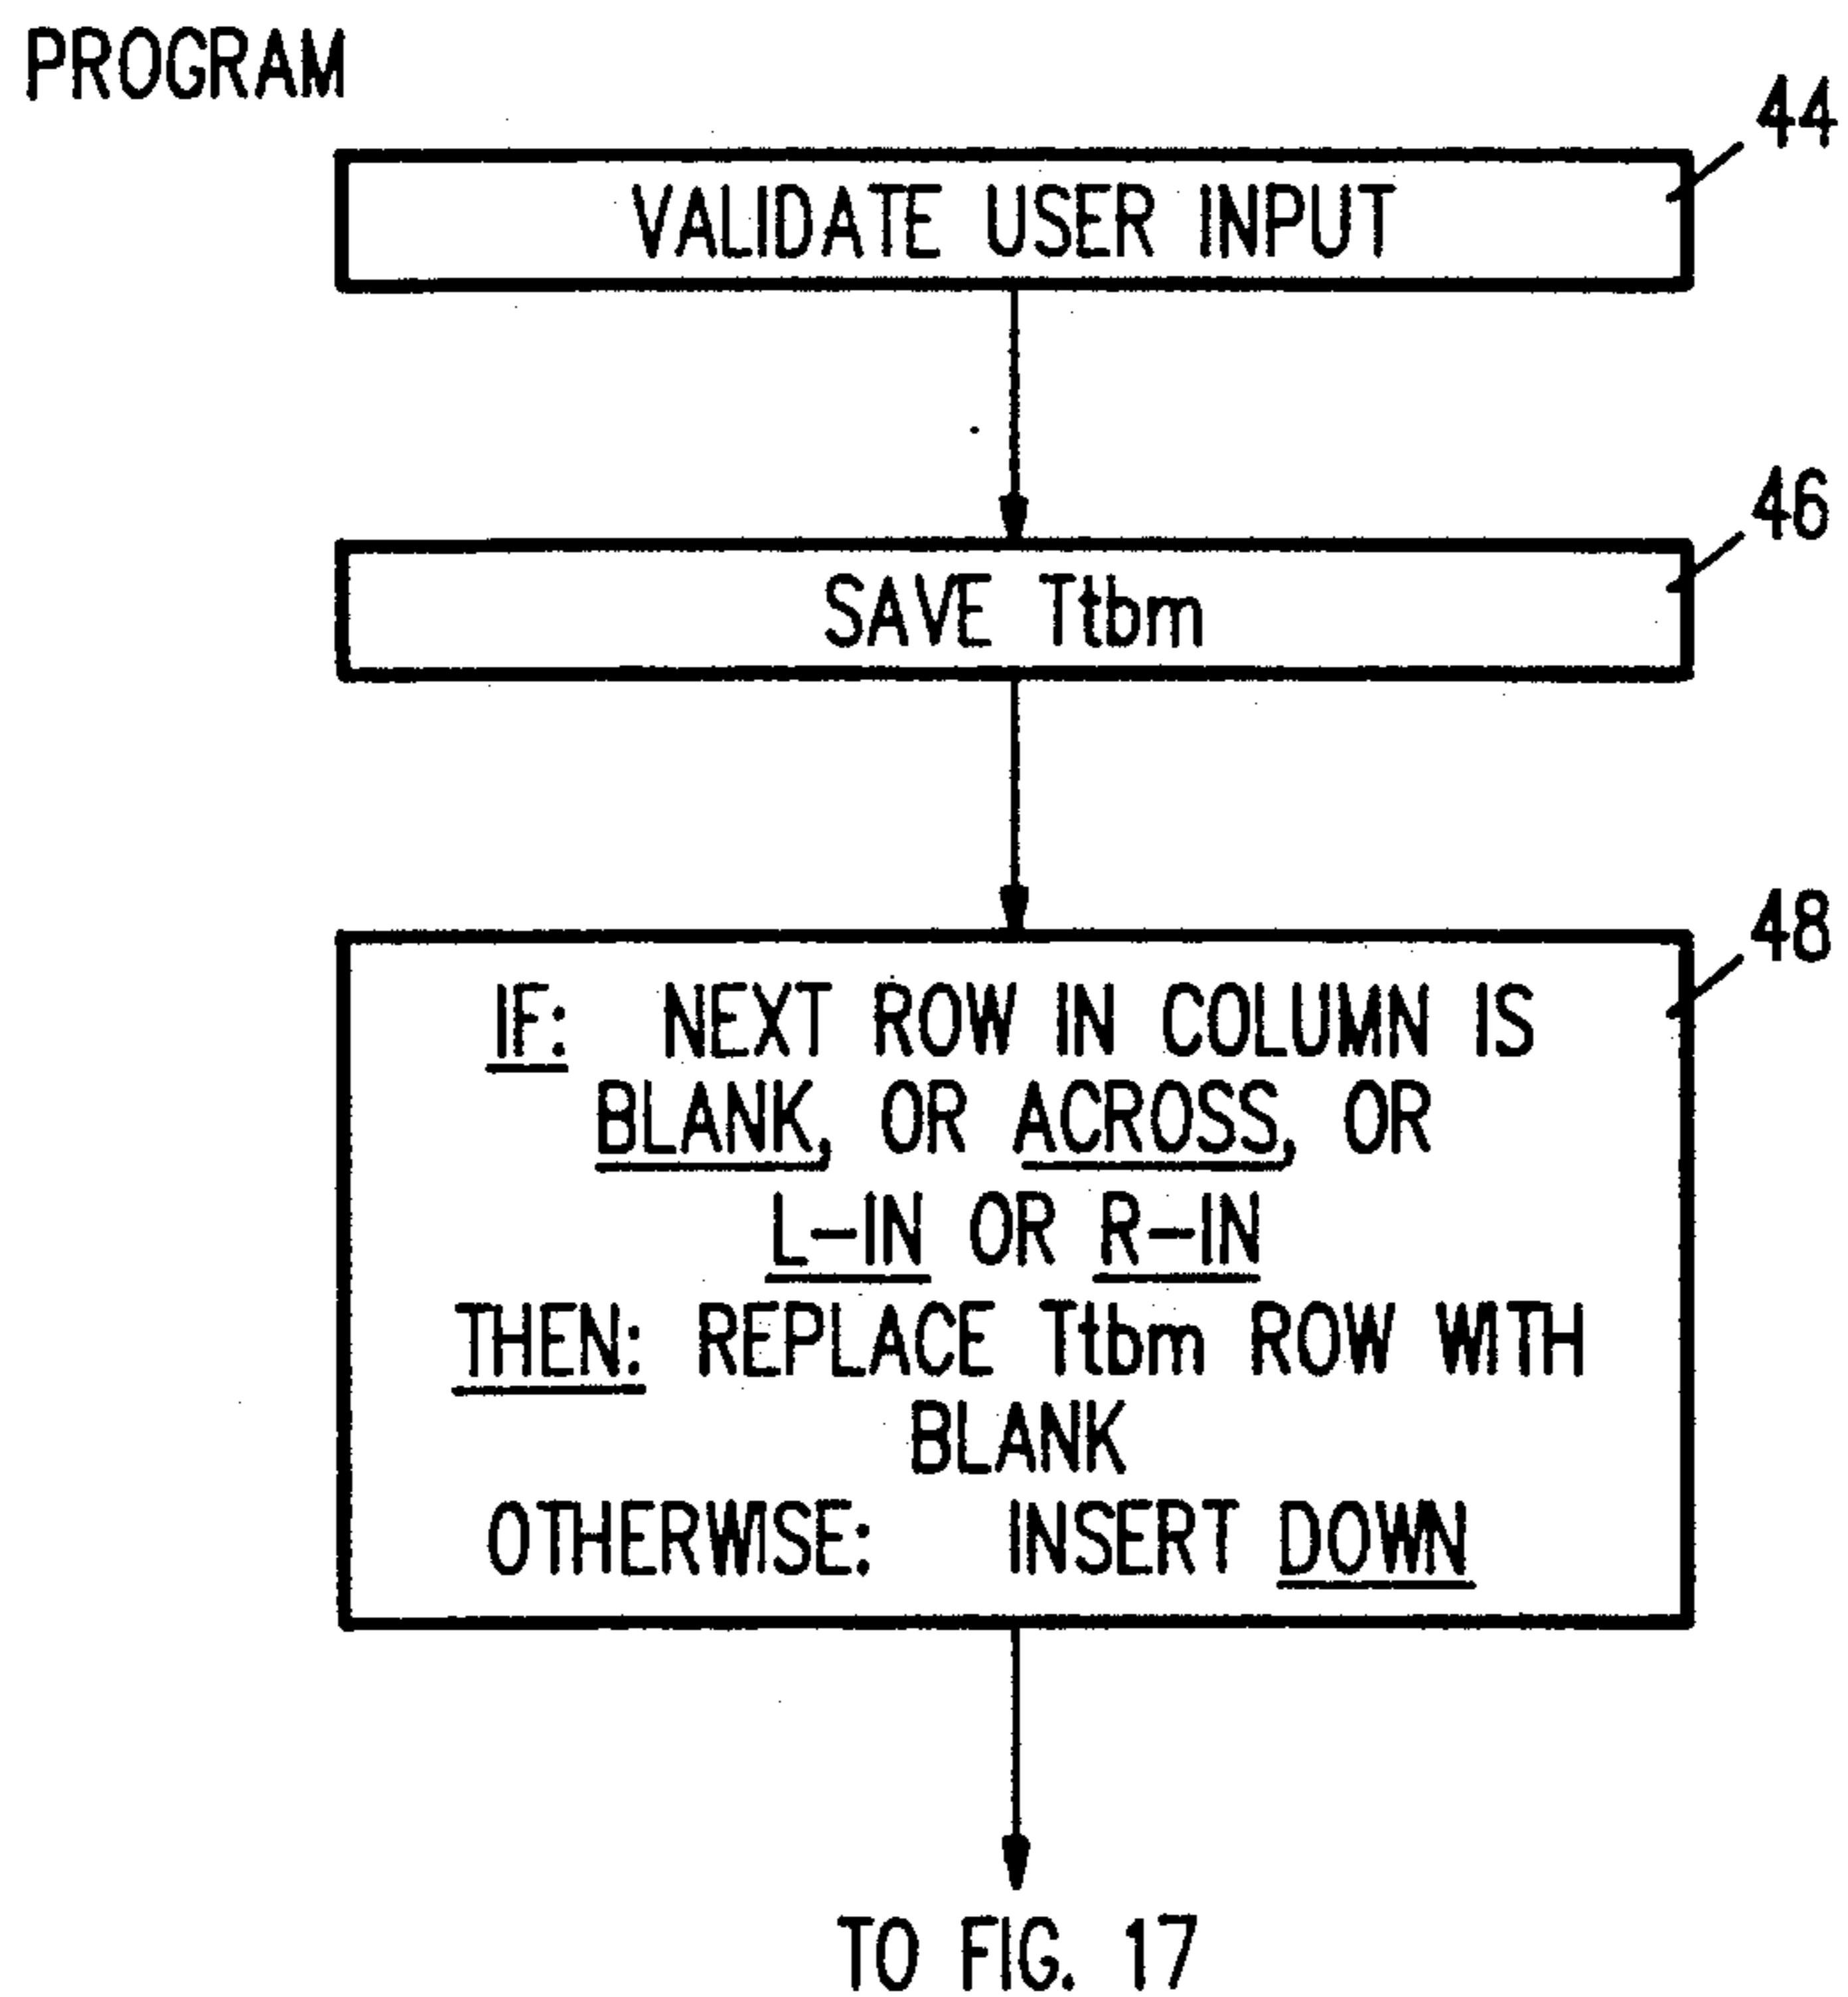 PROGRAM
44
VALIDATE USER INPUT
46
SAVE Ttbm
48
IF: NEXT ROW IN COLUMN IS
BLANK, OR ACROSS, OR
L-IN OR R-IN
THEN: REPLACE Ttbm ROW WITH
BLANK
OTHERWISE: INSERT DOWN
TO FIG. 17